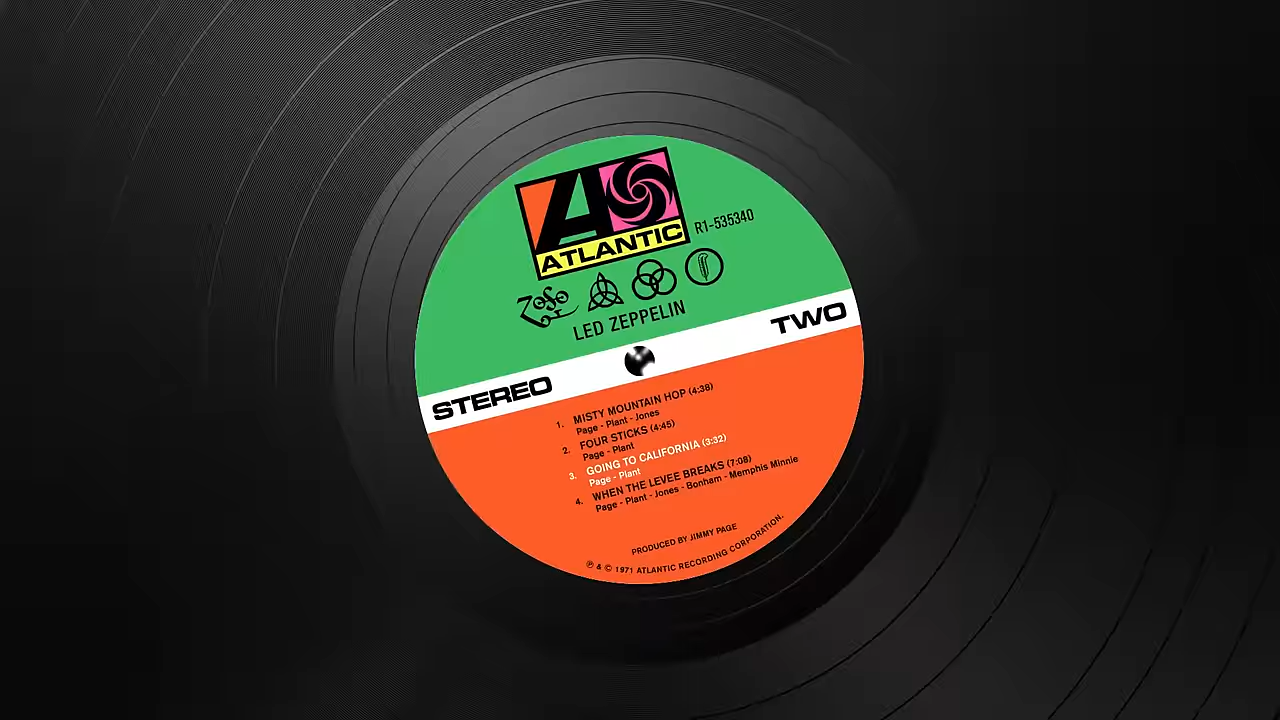 ATLANTIC
R1-535340
ZoSo
LED ZEPPELIN
STEREO
TWO
1. MISTY MOUNTAIN HOP (4:38)
Page - Plant - Jones
2. FOUR STICKS (4:45)
Page - Plant
3. GOING TO CALIFORNIA (3:32)
Page - Plant
4. WHEN THE LEVEE BREAKS (7:08)
Page - Plant - Jones - Bonham - Memphis Minnie
PRODUCED BY JIMMY PAGE
℗ & © 1971 ATLANTIC RECORDING CORPORATION.